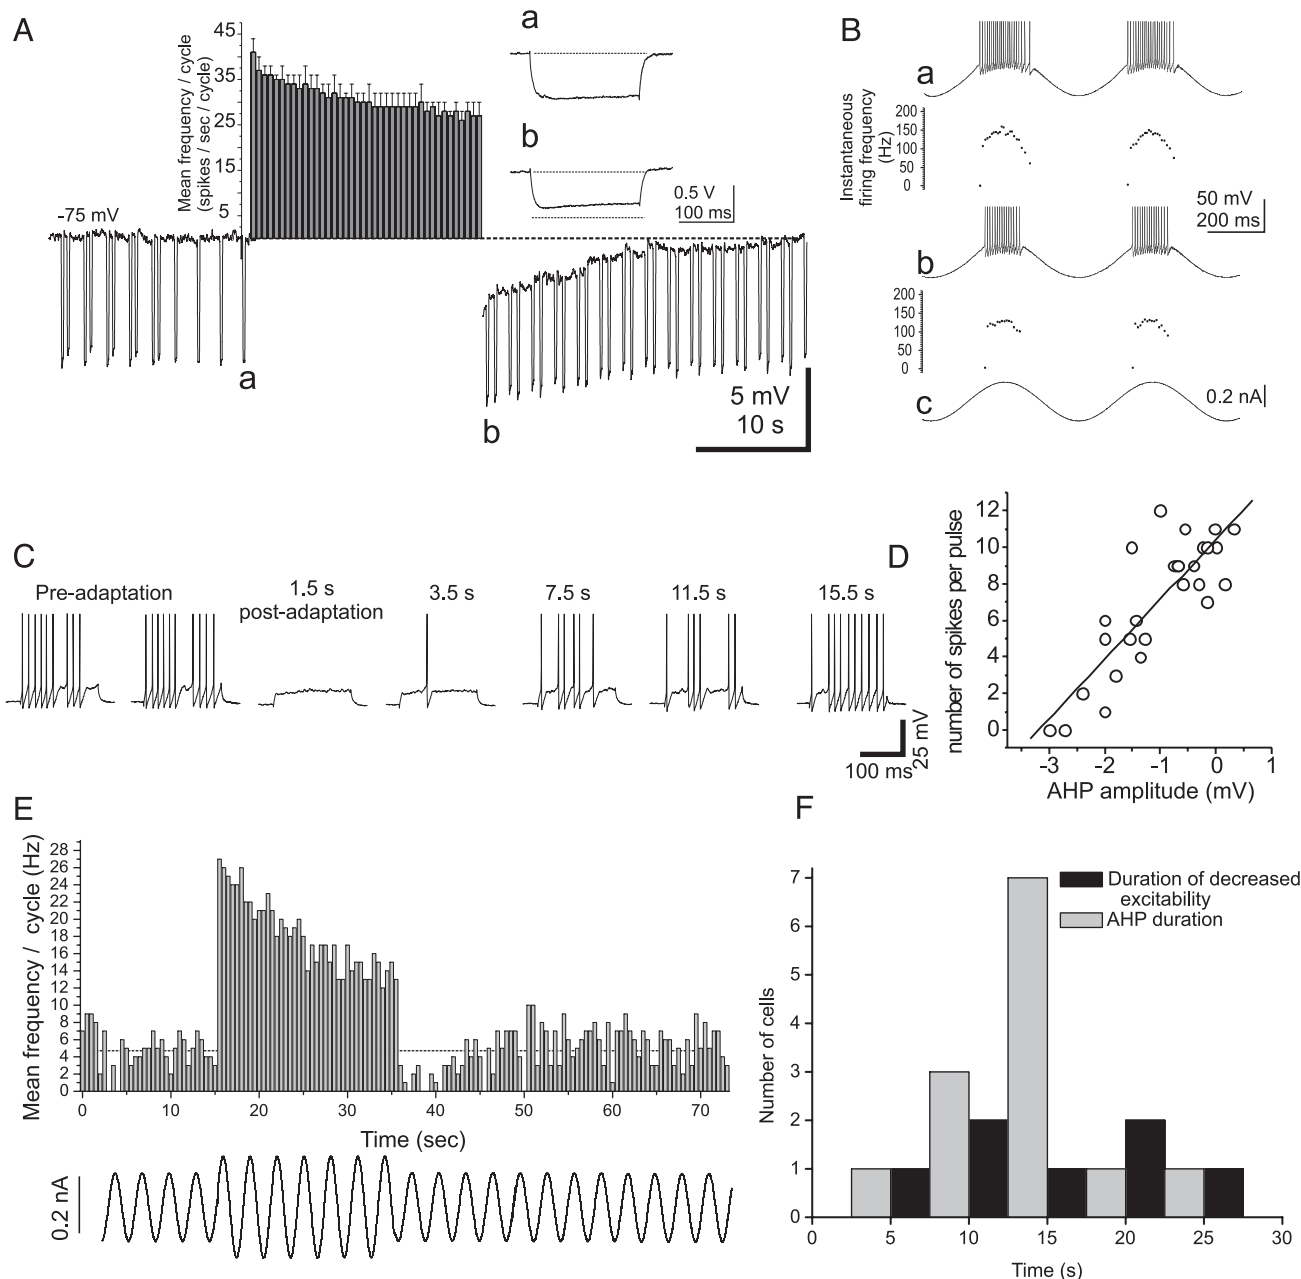 A
Mean frequency / cycle
(spikes / sec / cycle)
45
35
25
15
5
-75 mV
a
b
0.5 V
100 ms
a
b
5 mV
10 s
B
a
Instantaneous
firing frequency
(Hz)
200
150
100
50
0
50 mV
200 ms
b
200
150
100
50
0
c
0.2 nA
C
Pre-adaptation
1.5 s
post-adaptation
3.5 s
7.5 s
11.5 s
15.5 s
25 mV
100 ms
D
number of spikes per pulse
12
10
8
6
4
2
0
-3 -2 -1 0 1
AHP amplitude (mV)
E
Mean frequency / cycle (Hz)
28
26
24
22
20
18
16
14
12
10
8
6
4
2
0
0 10 20 30 40 50 60 70
Time (sec)
0.2 nA
F
Number of cells
7
6
5
4
3
2
1
0
0 5 10 15 20 25 30
Time (s)
Duration of decreased
excitability
AHP duration